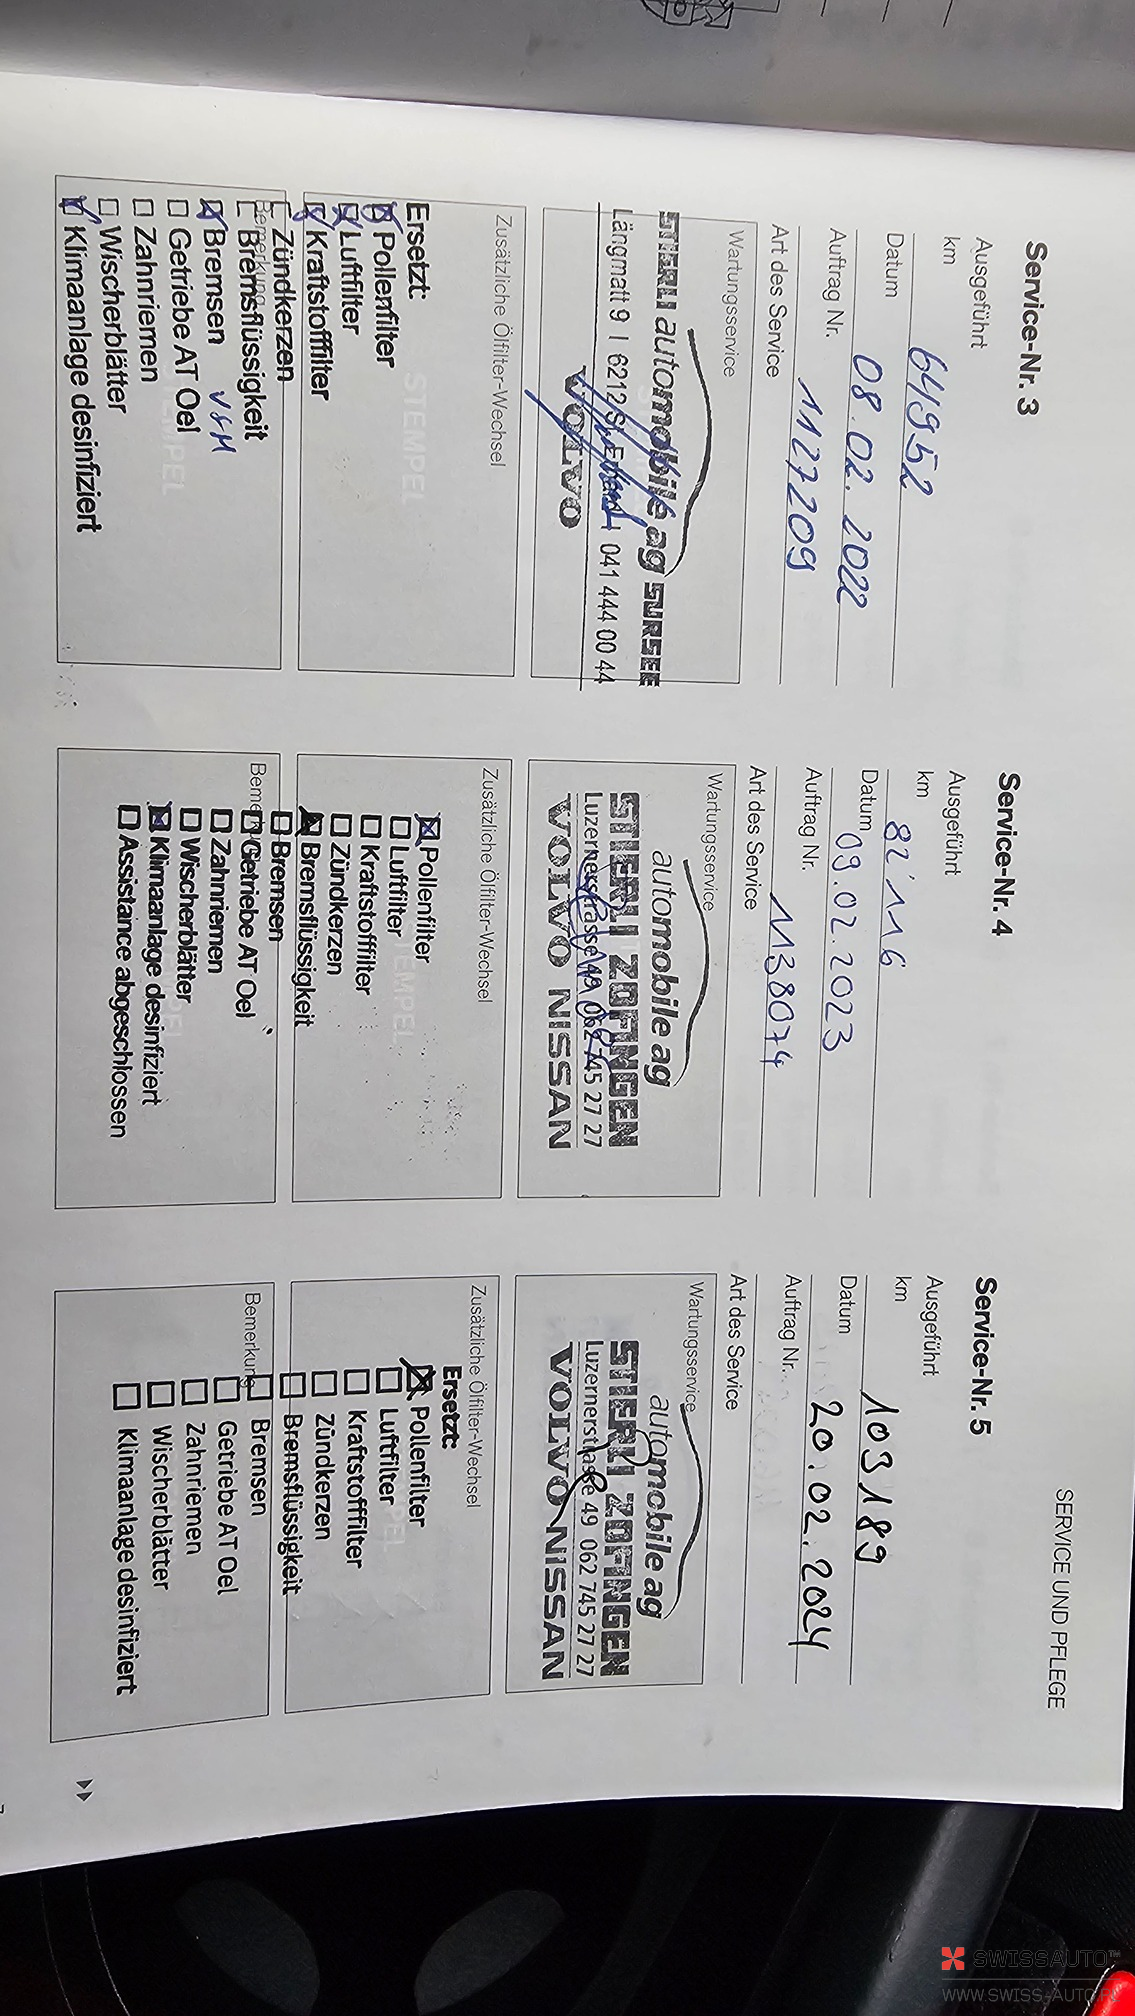 SERVICE UND PFLEGE
Service-Nr. 3
Ausgeführt
km 64952
Datum 08.02.2022
Auftrag Nr. 1127209
Art des Service
Wartungsservice
STIERLI automobile ag SURSEE
Längmatt 9 | 6212 St. Erhard | 041 444 00 44
VOLVO
Zusätzliche Ölfilter-Wechsel
STEMPEL
Ersetzt:
Pollenfilter
Luftfilter
Kraftstofffilter
Zündkerzen
Bemerkung
Bremsflüssigkeit
Bremsen
Getriebe AT Oel
Zahnriemen
Wischerblätter
Klimaanlage desinfiziert
Service-Nr. 4
Ausgeführt
km 82'116
Datum 09.02.2023
Auftrag Nr. 1138074
Art des Service
Wartungsservice
automobile ag
STIERLI ZOFINGEN
Luzernerstrasse 49 062 745 27 27
VOLVO NISSAN
Zusätzliche Ölfilter-Wechsel
Pollenfilter
Luftfilter
Kraftstofffilter
Zündkerzen
Bremsflüssigkeit
Bremsen
Bemerkung
Getriebe AT Oel
Zahnriemen
Wischerblätter
Klimaanlage desinfiziert
Assistance abgeschlossen
Service-Nr. 5
Ausgeführt
km 103189
Datum 20.02.2024
Auftrag Nr.
Art des Service
Wartungsservice
automobile ag
STIERLI ZOFINGEN
Luzernerstrasse 49 062 745 27 27
VOLVO NISSAN
Zusätzliche Ölfilter-Wechsel
Ersetzt:
Pollenfilter
Luftfilter
Kraftstofffilter
Zündkerzen
Bremsflüssigkeit
Bemerkung
Bremsen
Getriebe AT Oel
Zahnriemen
Wischerblätter
Klimaanlage desinfiziert
SWISSAUTO™